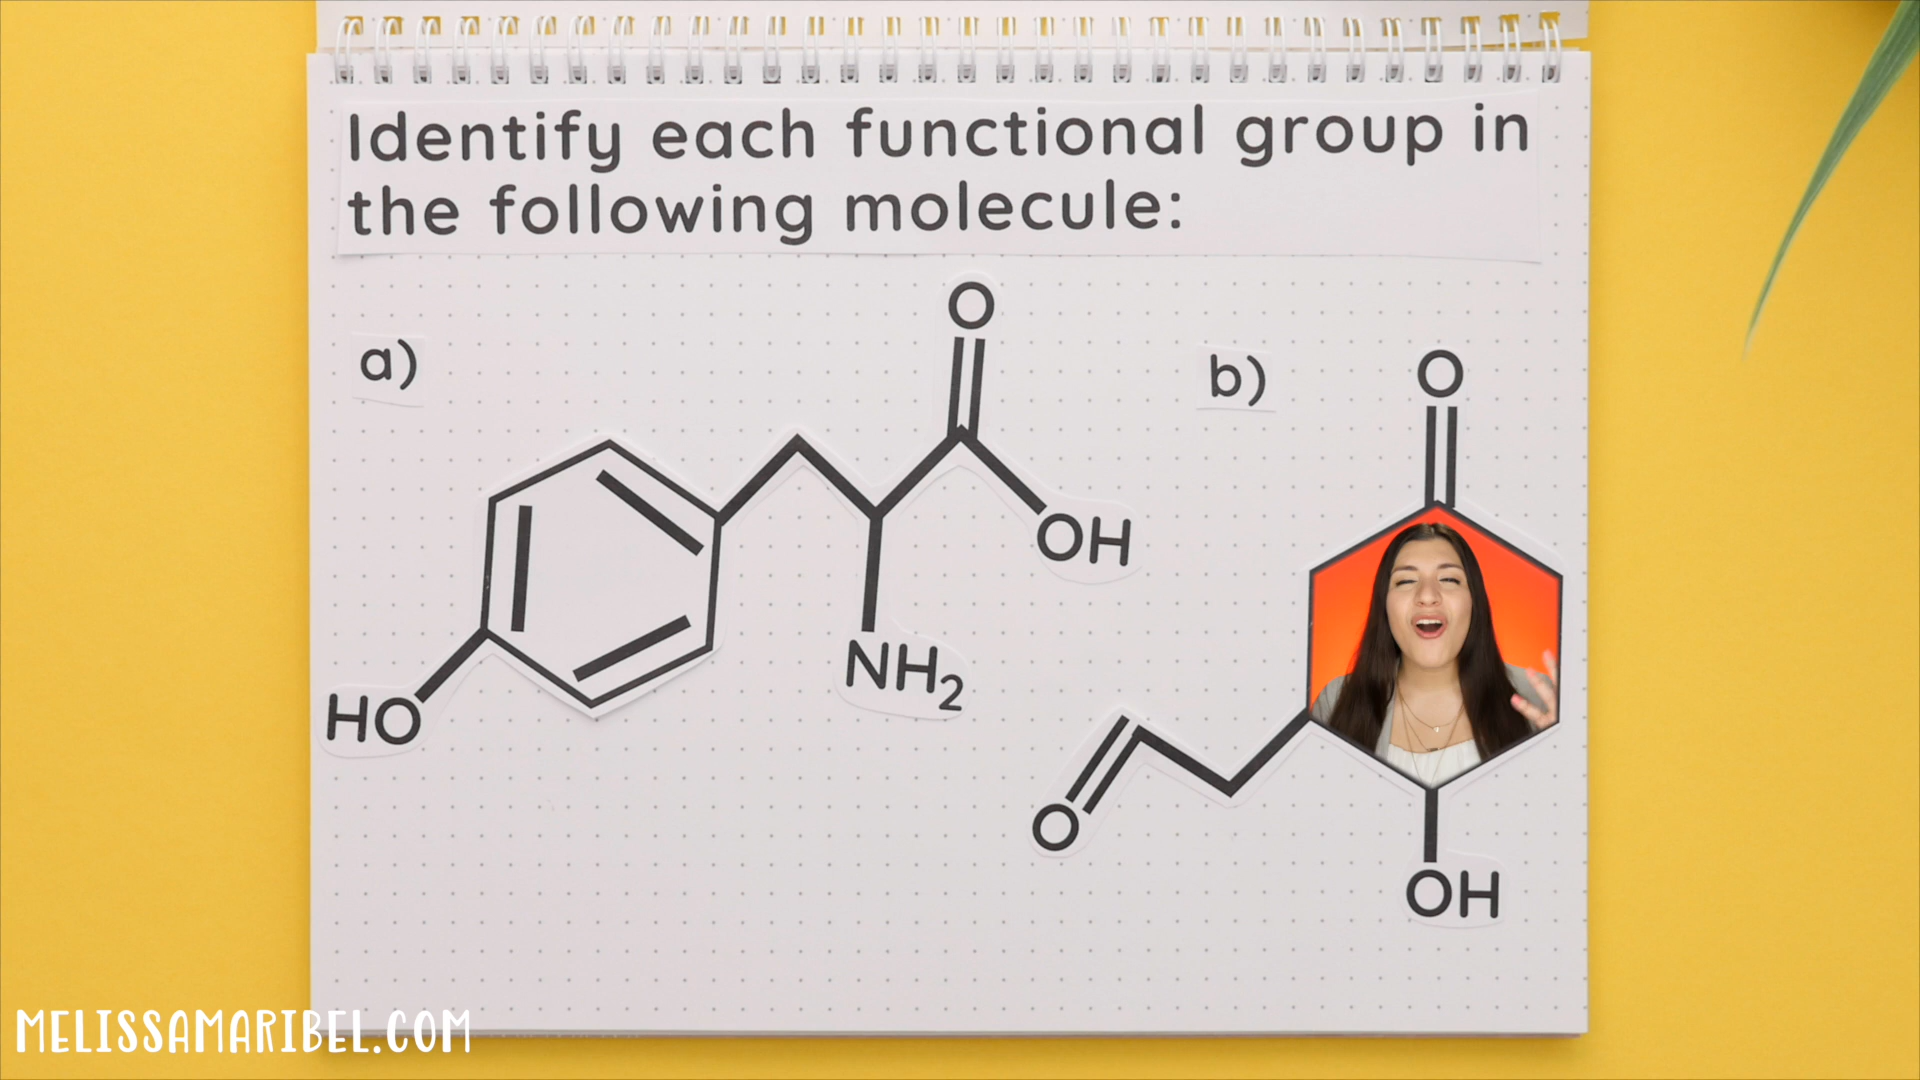 Identify each functional group in
the following molecule:
a)
O
OH
NH2
HO
b)
O
O
OH
MELISSAMARIBEL.COM